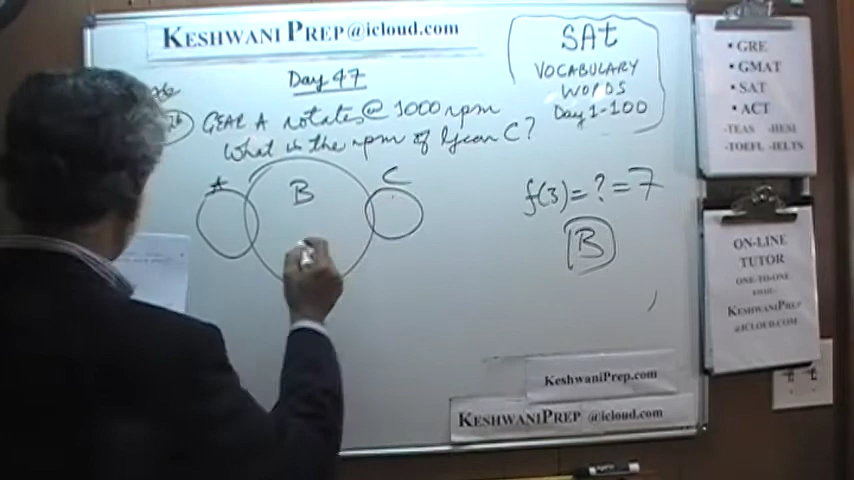 KESHWANI PREP@icloud.com
Day 47
GEAR A rotates @ 1000 rpm
What is the rpm of Gear C?
A
B
C
SAt
VOCABULARY
WORDS
Day 1-100
f(3)=?=7
B
• GRE
• GMAT
• SAT
• ACT
-TEAS -HESI
-TOEFL -IELTS
ON-LINE
TUTOR
ONE-TO-ONE
KESHWANIPREP
@ICLOUD.COM
KeshwaniPrep.com
KESHWANIPREP @icloud.com